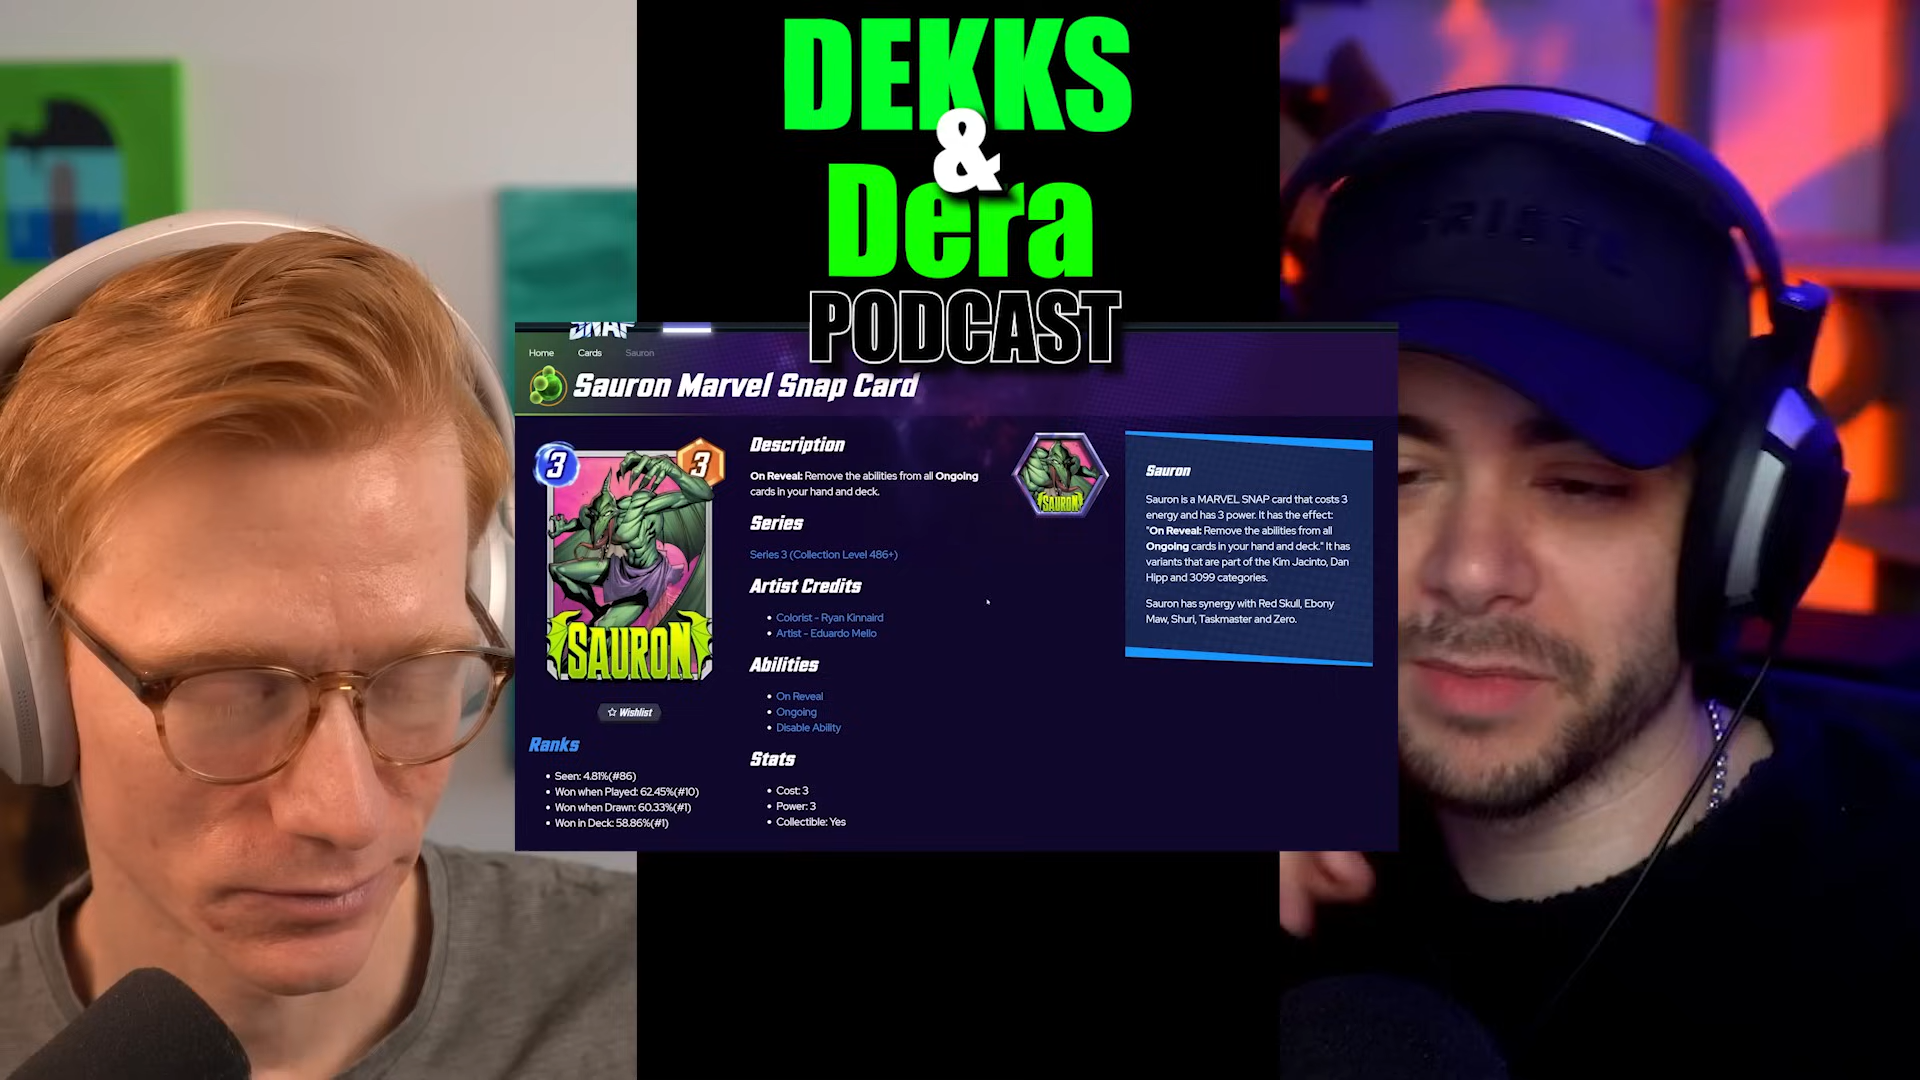 DEKKS
&
Dera
PODCAST
SNAP
Home Cards Sauron
Sauron Marvel Snap Card
3
3
SAURON
Wishlist
Ranks
Seen: 4.81%(#86)
Won when Played: 62.45%(#10)
Won when Drawn: 60.33%(#1)
Won in Deck: 58.86%(#1)
Description
On Reveal: Remove the abilities from all Ongoing
cards in your hand and deck.
Series
Series 3 (Collection Level 486+)
Artist Credits
Colorist - Ryan Kinnaird
Artist - Eduardo Mello
Abilities
On Reveal
Ongoing
Disable Ability
Stats
Cost: 3
Power: 3
Collectible: Yes
SAURON
Sauron
Sauron is a MARVEL SNAP card that costs 3
energy and has 3 power. It has the effect:
"On Reveal: Remove the abilities from all
Ongoing cards in your hand and deck." It has
variants that are part of the Kim Jacinto, Dan
Hipp and 3099 categories.
Sauron has synergy with Red Skull, Ebony
Maw, Shuri, Taskmaster and Zero.